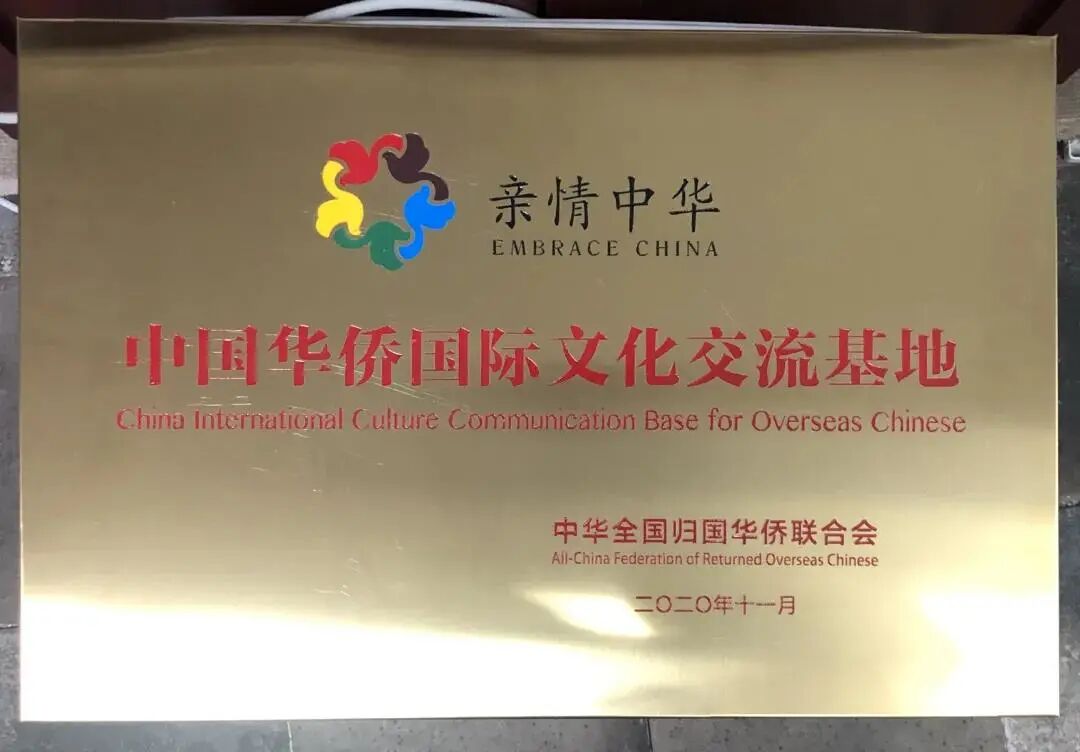 亲情中华
EMBRACE CHINA
中国华侨国际文化交流基地
China International Culture Communication Base for Overseas Chinese
中华全国归国华侨联合会
All-China Federation of Returned Overseas Chinese
二〇二〇年十一月